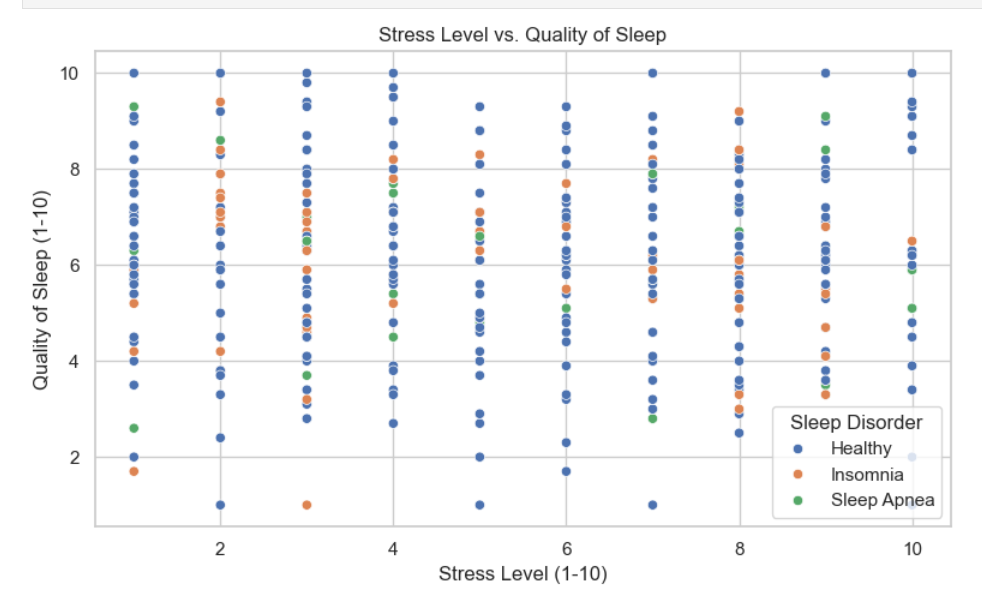 Stress Level vs. Quality of Sleep
Quality of Sleep (1-10)
10
8
6
4
2
Sleep Disorder
Healthy
Insomnia
Sleep Apnea
2
4
6
8
10
Stress Level (1-10)